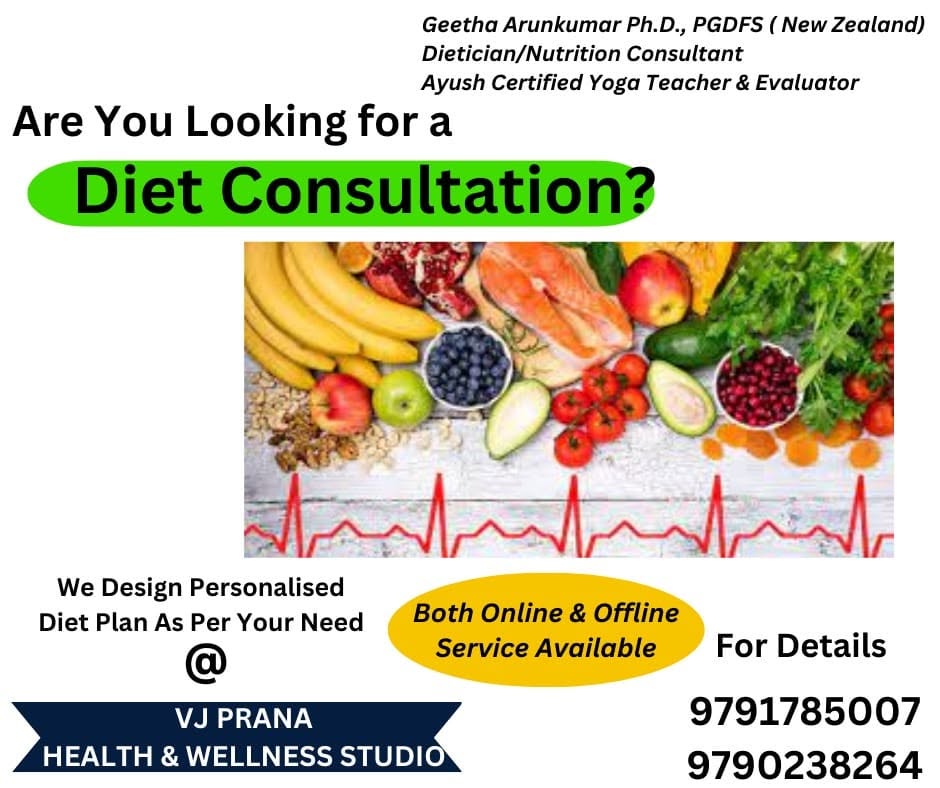 Geetha Arunkumar Ph.D., PGDFS ( New Zealand)
Dietician/Nutrition Consultant
Ayush Certified Yoga Teacher & Evaluator
Are You Looking for a
Diet Consultation?
We Design Personalised
Diet Plan As Per Your Need
@
VJ PRANA
HEALTH & WELLNESS STUDIO
Both Online & Offline
Service Available
For Details
9791785007
9790238264